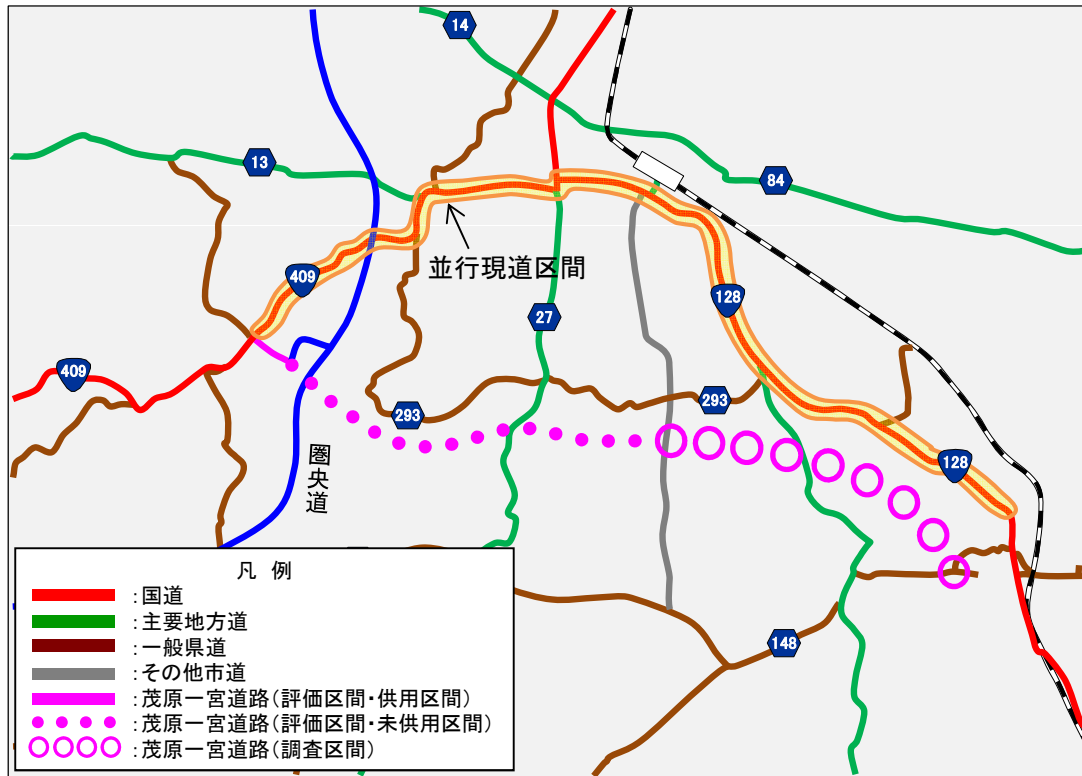 14
13
84
409
並行現道区間
128
27
409
293
293
128
圏央道
148
凡 例
:国道
:主要地方道
:一般県道
:その他市道
:茂原一宮道路(評価区間・供用区間)
:茂原一宮道路(評価区間・未供用区間)
:茂原一宮道路(調査区間)